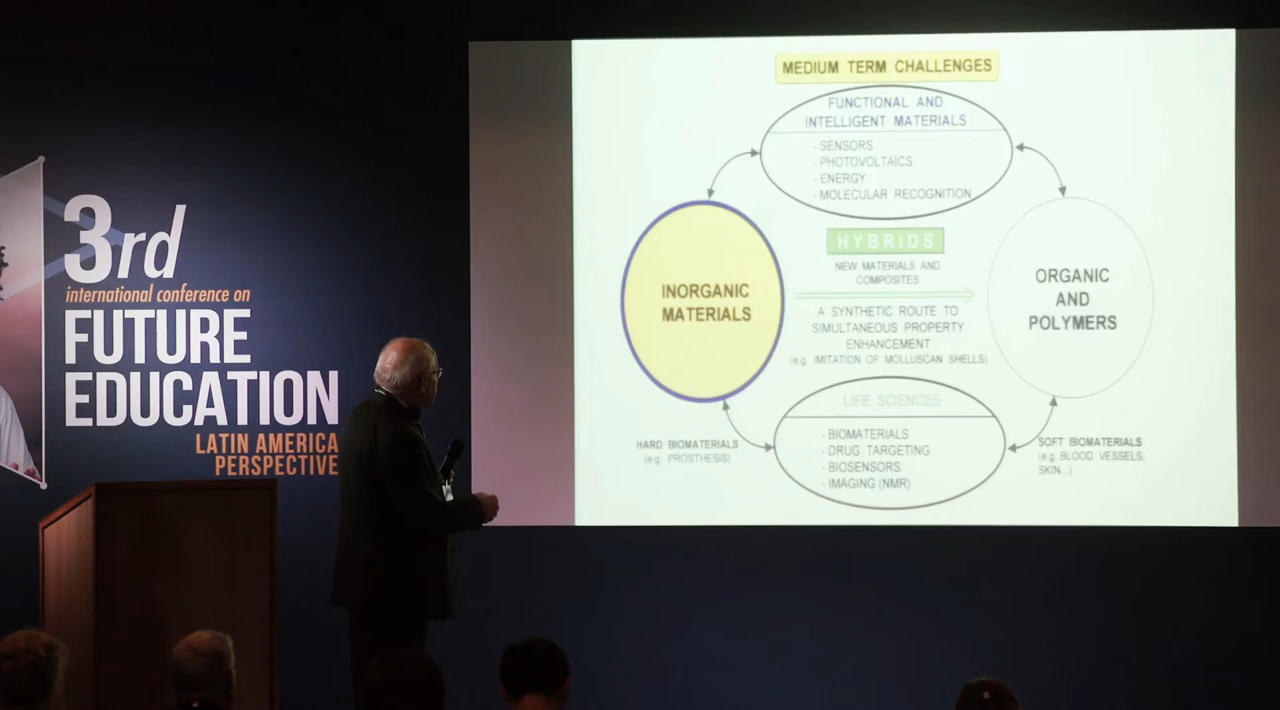 3rd
international conference on
FUTURE
EDUCATION
LATIN AMERICA
PERSPECTIVE
MEDIUM TERM CHALLENGES
FUNCTIONAL AND
INTELLIGENT MATERIALS
- SENSORS
- PHOTOVOLTAÏCS
- ENERGY
- MOLECULAR RECOGNITION
INORGANIC
MATERIALS
HYBRIDS
NEW MATERIALS AND
COMPOSITES
A SYNTHETIC ROUTE TO
SIMULTANEOUS PROPERTY
ENHANCEMENT
(e.g. IMITATION OF MOLLUSCAN SHELLS)
ORGANIC
AND
POLYMERS
LIFE SCIENCES
- BIOMATERIALS
- DRUG TARGETING
- BIOSENSORS
- IMAGING (NMR)
HARD BIOMATERIALS
(e.g. PROSTHESIS)
SOFT BIOMATERIALS
(e.g. BLOOD VESSELS,
SKIN...)